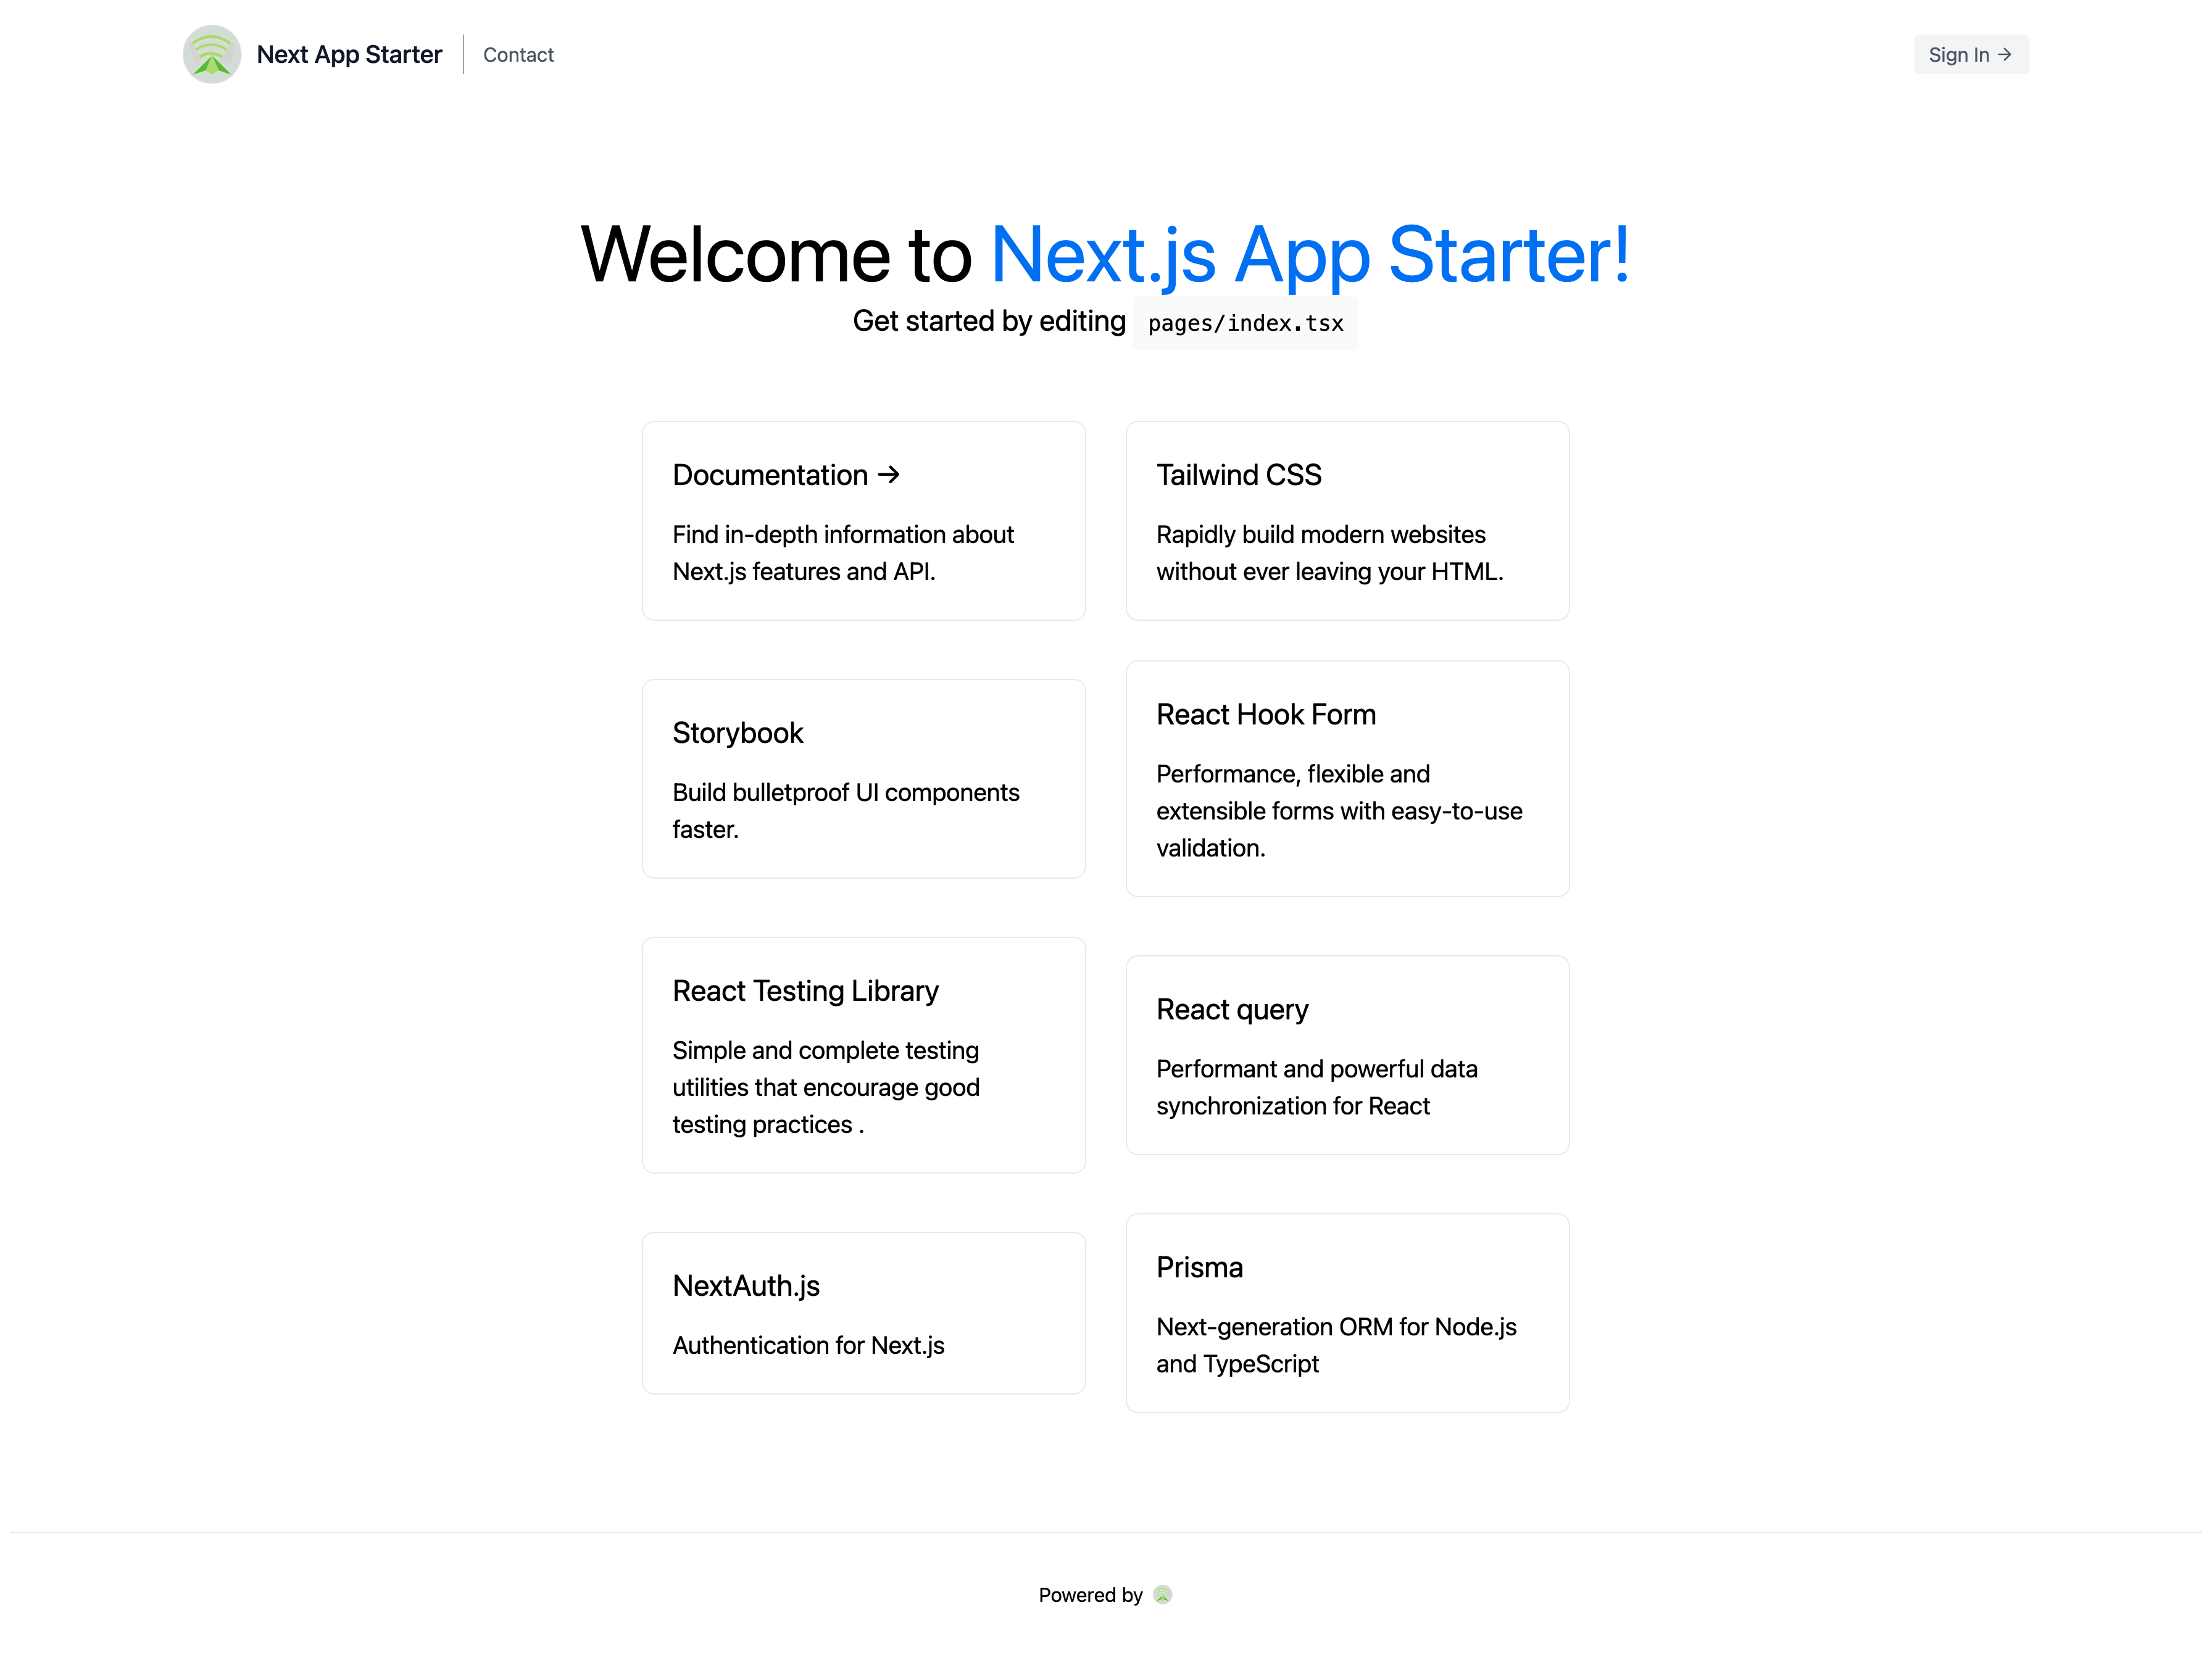 Next App Starter
Contact
Sign In →
Welcome to Next.js App Starter!
Get started by editing pages/index.tsx
Documentation →
Find in-depth information about
Next.js features and API.
Tailwind CSS
Rapidly build modern websites
without ever leaving your HTML.
Storybook
Build bulletproof UI components
faster.
React Hook Form
Performance, flexible and
extensible forms with easy-to-use
validation.
React Testing Library
Simple and complete testing
utilities that encourage good
testing practices .
React query
Performant and powerful data
synchronization for React
NextAuth.js
Authentication for Next.js
Prisma
Next-generation ORM for Node.js
and TypeScript
Powered by